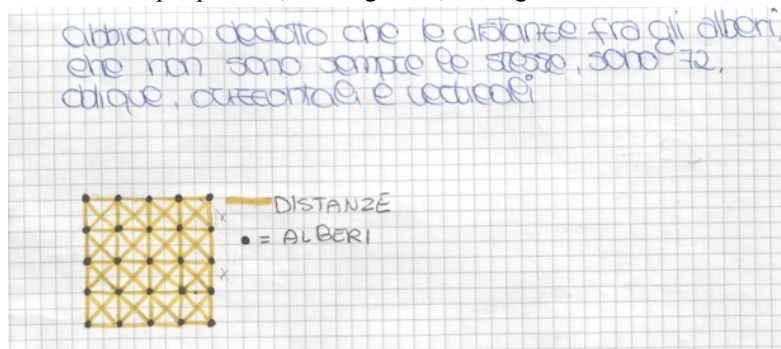 abbiamo dedotto che le distanze fra gli alberi,
che non sono sempre le stesse, sono 72,
oblique, orizzontali e verticali
DISTANZE
• = ALBERI